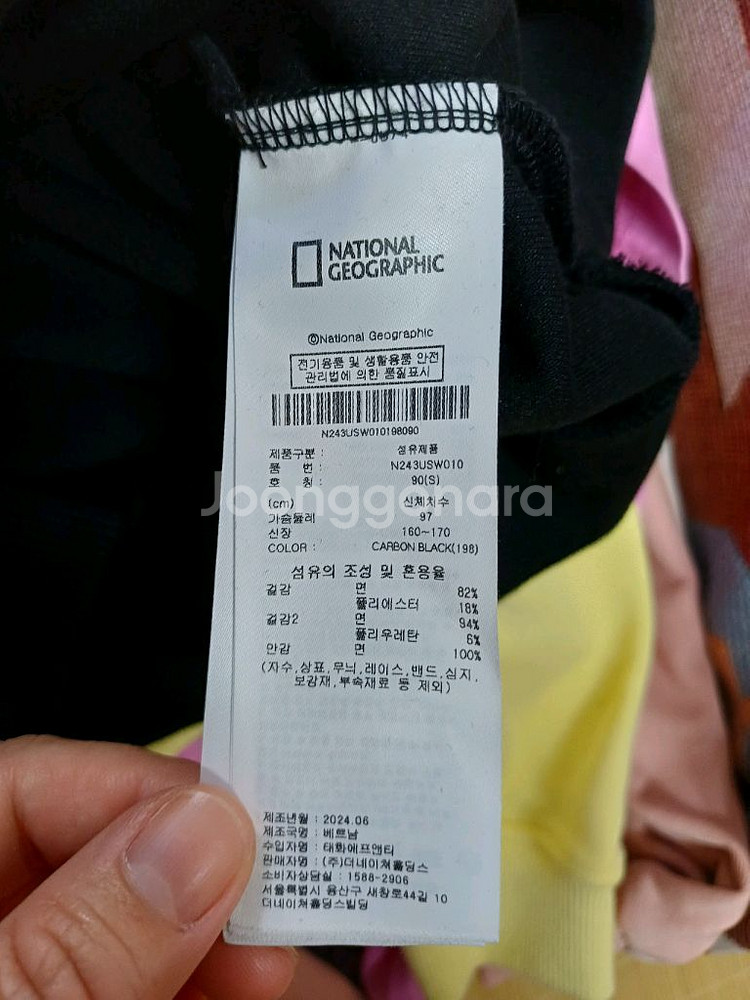 NATIONAL
GEOGRAPHIC
©National Geographic
전기용품 및 생활용품 안전
관리법에 의한 품질표시
N243USW010198090
제품구분 : 섬유제품
품 번 : N243USW010
호 칭 : 90(S)
(cm) 신체치수
가슴둘레 97
신장 160~170
COLOR : CARBON BLACK(198)
섬유의 조성 및 혼용율
겉감 면 82%
폴리에스터 18%
겉감2 면 94%
폴리우레탄 6%
안감 면 100%
(자수,상표,무늬,레이스,밴드,심지,
보강재,부속재료 등 제외)
제조년월 : 2024.06
제조국명 : 베트남
수입자명 : 태화에프앤티
판매자명 : (주)더네이쳐홀딩스
소비자상담실 : 1588-2906
서울특별시 용산구 새창로44길 10
더네이쳐홀딩스빌딩
Joonggonara